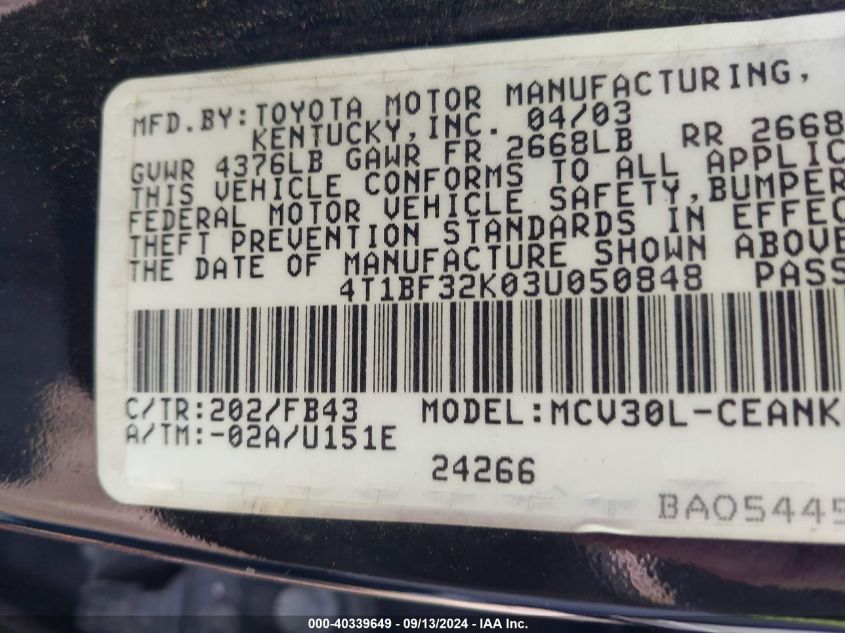 MFD.BY:TOYOTA MOTOR MANUFACTURING,
KENTUCKY,INC. 04/03
GVWR 4376LB GAWR FR 2668LB RR 2668
THIS VEHICLE CONFORMS TO ALL APPLIC
FEDERAL MOTOR VEHICLE SAFETY,BUMPER
THEFT PREVENTION STANDARDS IN EFFEC
THE DATE OF MANUFACTURE SHOWN ABOVE
4T1BF32K03U050848 PASS
C/TR:202/FB43 MODEL:MCV30L-CEANK
A/TM:-02A/U151E
24266
BAO5445
000-40339649 / 09/13/2024 - IAA Inc.